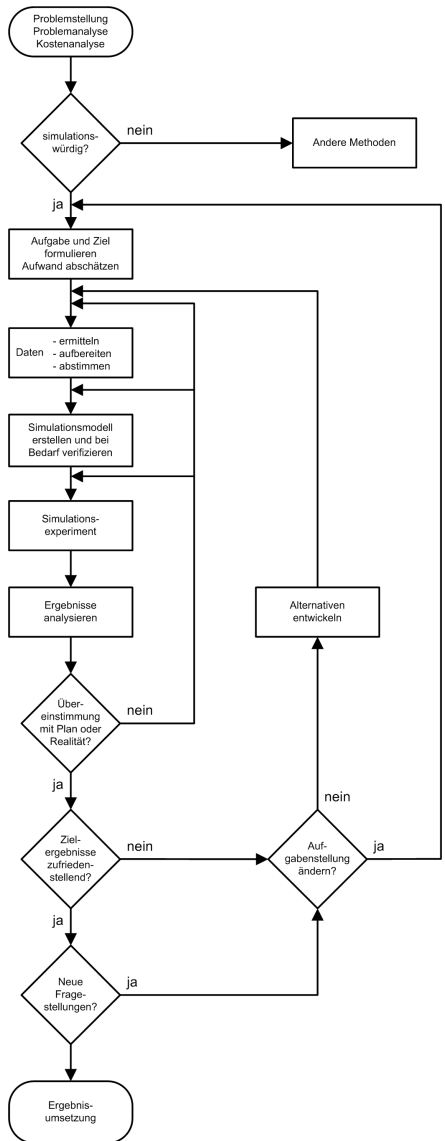 Problemstellung
Problemanalyse
Kostenanalyse
simulations-
würdig?
nein
Andere Methoden
ja
Aufgabe und Ziel
formulieren
Aufwand abschätzen
Daten - ermitteln
- aufbereiten
- abstimmen
Simulationsmodell
erstellen und bei
Bedarf verifizieren
Simulations-
experiment
Ergebnisse
analysieren
Alternativen
entwickeln
Über-
einstimmung
mit Plan oder
Realität?
nein
ja
nein
Ziel-
ergebnisse
zufrieden-
stellend?
nein
Auf-
gabenstellung
ändern?
ja
ja
Neue
Frage-
stellungen?
ja
Ergebnis-
umsetzung